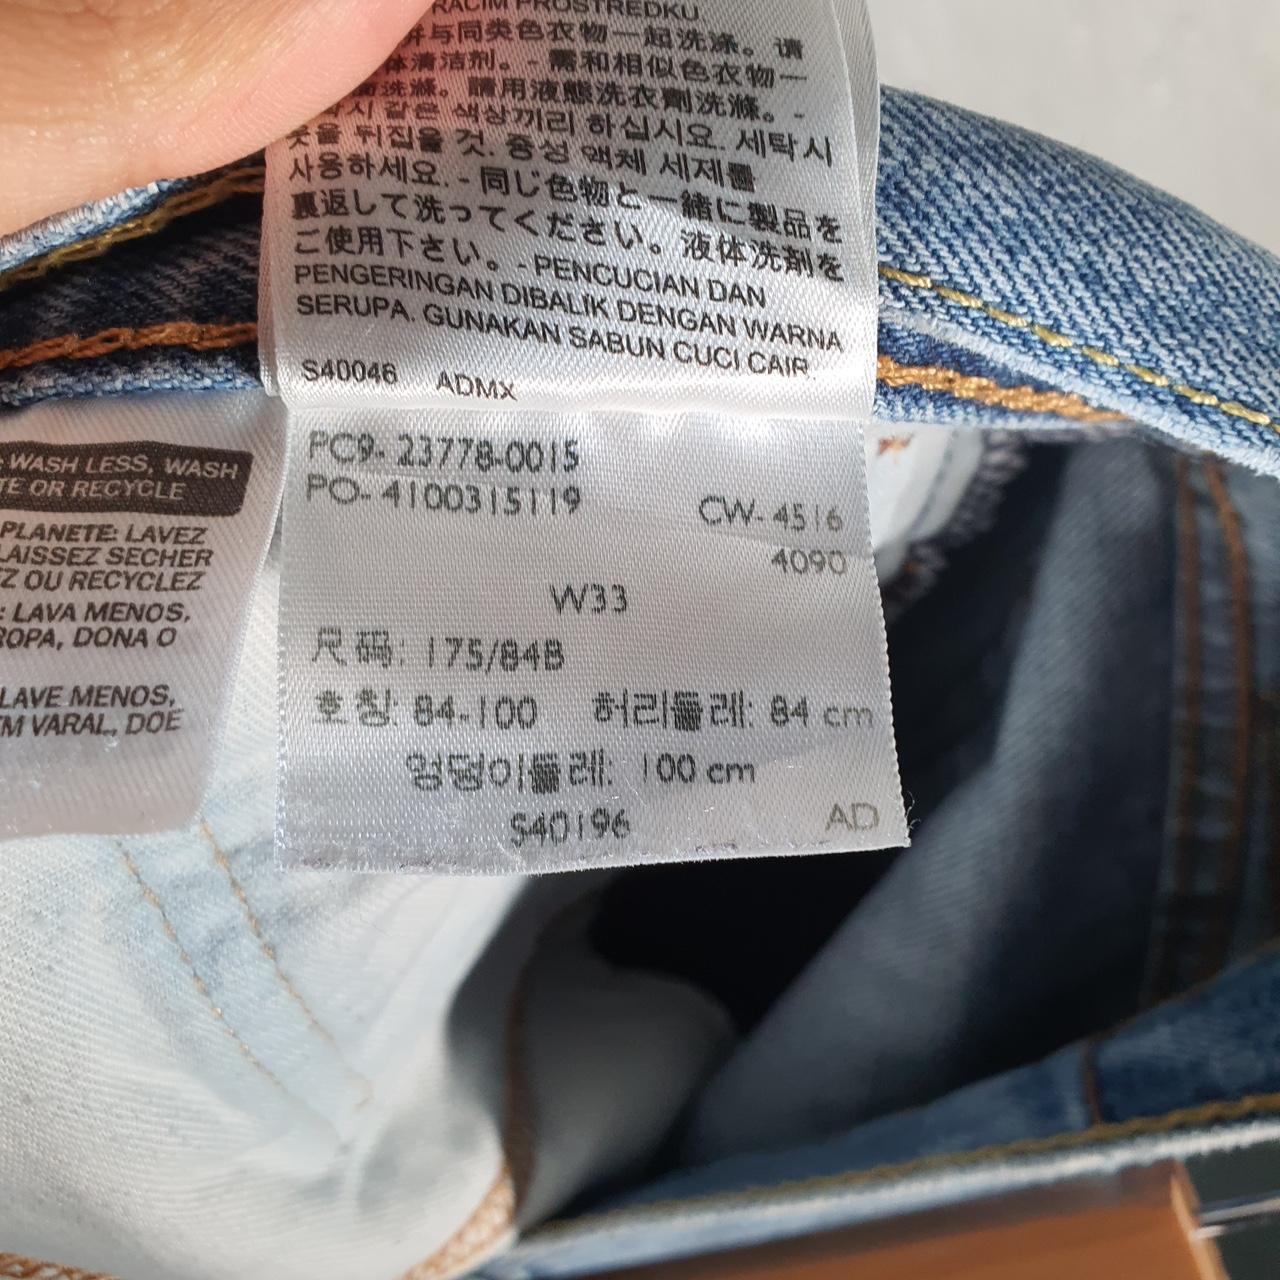 RACIM PROSTREDKU.
与同类色衣物一起洗涤。请
体清洁剂。- 需和相似色衣物一
洗滌。請用液態洗衣劑洗滌。-
시 같은 색상끼리 하십시오. 세탁시
옷을 뒤집을 것. 중성 액체 세제를
사용하세요. - 同じ色物と一緒に製品を
裏返して洗ってください。液体洗剤を
ご使用下さい。- PENCUCIAN DAN
PENGERINGAN DIBALIK DENGAN WARNA
SERUPA. GUNAKAN SABUN CUCI CAIR.
S40046 ADMX
PC9- 23778-0015
PO- 4100315119
CW- 4516
4090
W33
尺码: 175/84B
호칭 84-100 허리둘레: 84 cm
엉덩이둘레: 100 cm
S40196 AD
WASH LESS, WASH
TE OR RECYCLE
PLANETE: LAVEZ
LAISSEZ SECHER
EZ OU RECYCLEZ
: LAVA MENOS,
ROPA, DONA O
LAVE MENOS,
M VARAL, DOE